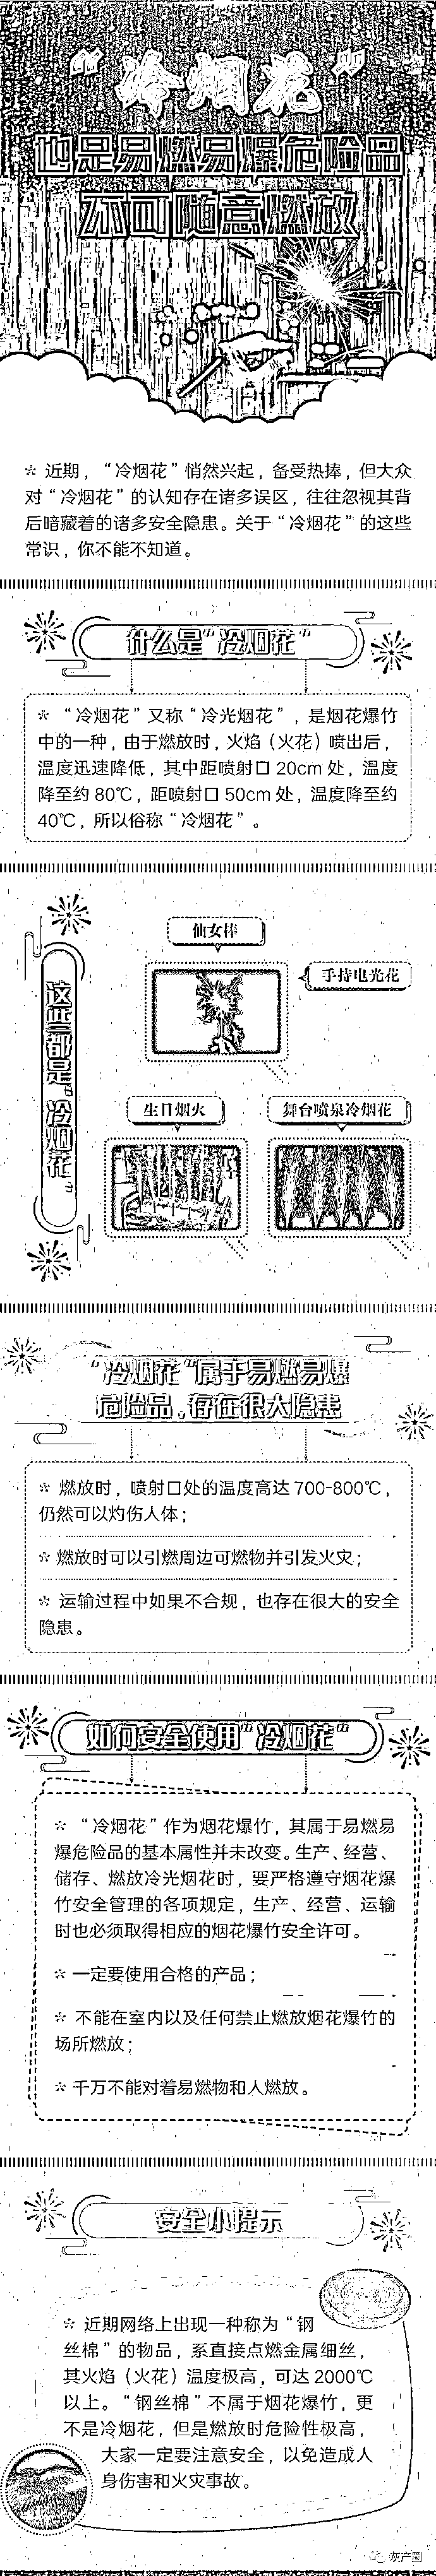 “冷烟花”
也是易燃易爆危险品
不可随意燃放
※ 近期，“冷烟花”悄然兴起，备受热捧，但大众
对“冷烟花”的认知存在诸多误区，往往忽视其背
后暗藏着的诸多安全隐患。关于“冷烟花”的这些
常识，你不能不知道。
什么是“冷烟花”
※ “冷烟花”又称“冷光烟花”，是烟花爆竹
中的一种，由于燃放时，火焰（火花）喷出后，
温度迅速降低，其中距喷射口 20cm 处，温度
降至约 80℃，距喷射口 50cm 处，温度降至约
40℃，所以俗称“冷烟花”。
这些都是“冷烟花”
仙女棒
手持电光花
生日烟火
舞台喷泉冷烟花
“冷烟花”属于易燃易爆
危险品，存在很大隐患
※ 燃放时，喷射口处的温度高达 700-800℃，
仍然可以灼伤人体；
※ 燃放时可以引燃周边可燃物并引发火灾；
※ 运输过程中如果不合规，也存在很大的安全
隐患。
如何安全使用“冷烟花”
※ “冷烟花”作为烟花爆竹，其属于易燃易
爆危险品的基本属性并未改变。生产、经营、
储存、燃放冷光烟花时，要严格遵守烟花爆
竹安全管理的各项规定，生产、经营、运输
时也必须取得相应的烟花爆竹安全许可。
※ 一定要使用合格的产品；
※ 不能在室内以及任何禁止燃放烟花爆竹的
场所燃放；
※ 千万不能对着易燃物和人燃放。
安全小提示
※ 近期网络上出现一种称为“钢
丝棉”的物品，系直接点燃金属细丝，
其火焰（火花）温度极高，可达 2000℃
以上。“钢丝棉”不属于烟花爆竹，更
不是冷烟花，但是燃放时危险性极高，
大家一定要注意安全，以免造成人
身伤害和火灾事故。
灰产圈